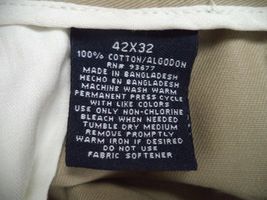 42X32
100% COTTON/ALGODON
RN# 93677
MADE IN BANGLADESH
HECHO EN BANGLADESH
MACHINE WASH WARM
PERMANENT PRESS CYCLE
WITH LIKE COLORS
USE ONLY NON-CHLORINE
BLEACH WHEN NEEDED
TUMBLE DRY MEDIUM
REMOVE PROMPTLY
WARM IRON IF DESIRED
DO NOT USE
FABRIC SOFTENER